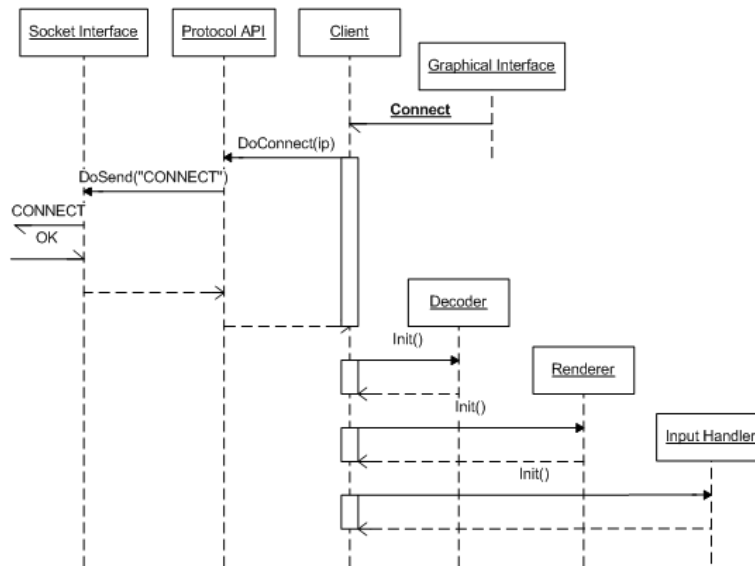 Socket Interface
Protocol API
Client
Graphical Interface
Connect
DoConnect(ip)
DoSend("CONNECT")
CONNECT
OK
Decoder
Init()
Renderer
Init()
Input Handler
Init()